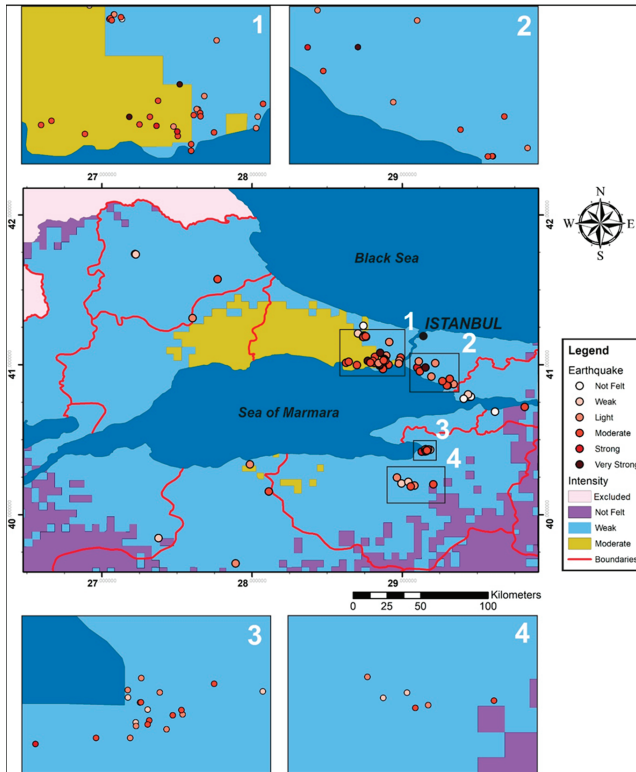 1
2
27
28
29
N
W E
S
42
42
Black Sea
1
ISTANBUL
2
41
41
Sea of Marmara
3
4
40
40
27
28
29
Legend
Earthquake
Not Felt
Weak
Light
Moderate
Strong
Very Strong
Intensity
Excluded
Not Felt
Weak
Moderate
Boundaries
Kilometers
0 25 50 100
3
4